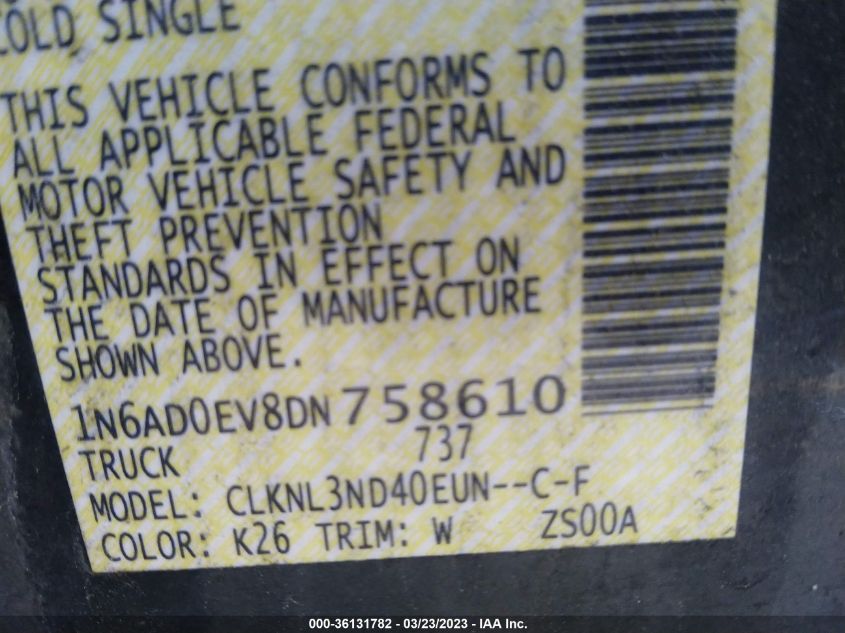 COLD SINGLE
THIS VEHICLE CONFORMS TO
ALL APPLICABLE FEDERAL
MOTOR VEHICLE SAFETY AND
THEFT PREVENTION
STANDARDS IN EFFECT ON
THE DATE OF MANUFACTURE
SHOWN ABOVE.
1N6AD0EV8DN758610
TRUCK 737
MODEL: CLKNL3ND40EUN--C-F
COLOR: K26 TRIM: W ZS00A
000-36131782 - 03/23/2023 - IAA Inc.